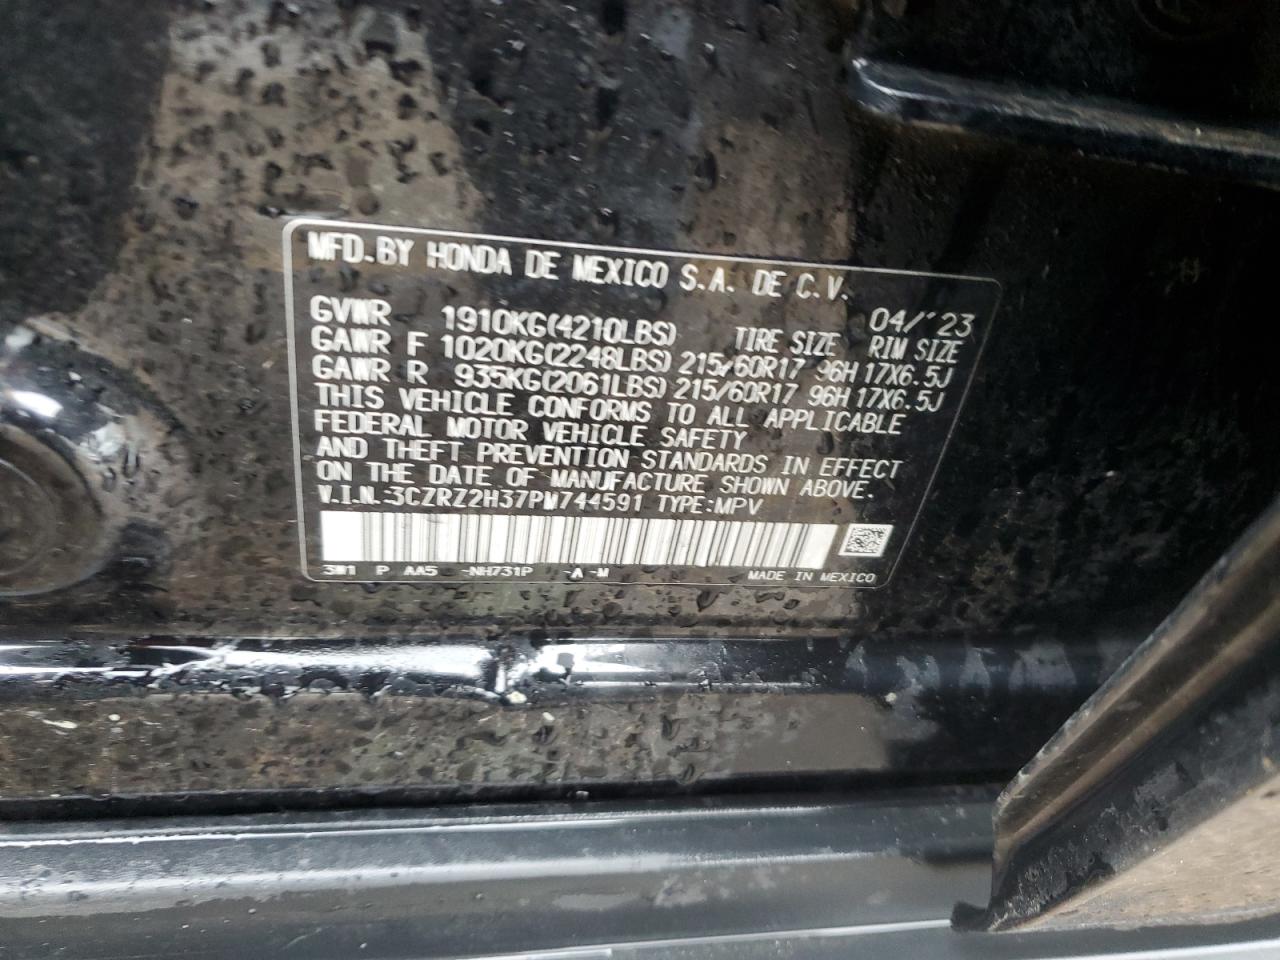 MFD.BY HONDA DE MEXICO S.A. DE C.V.
04/'23
GVWR 1910KG(4210LBS) TIRE SIZE RIM SIZE
GAWR F 1020KG(2248LBS) 215/60R17 96H 17X6.5J
GAWR R 935KG(2061LBS) 215/60R17 96H 17X6.5J
THIS VEHICLE CONFORMS TO ALL APPLICABLE
FEDERAL MOTOR VEHICLE SAFETY
AND THEFT PREVENTION STANDARDS IN EFFECT
ON THE DATE OF MANUFACTURE SHOWN ABOVE.
V.I.N.:3CZRZ2H37PM744591 TYPE:MPV
3W1 P AA5 -NH731P -A -M MADE IN MEXICO